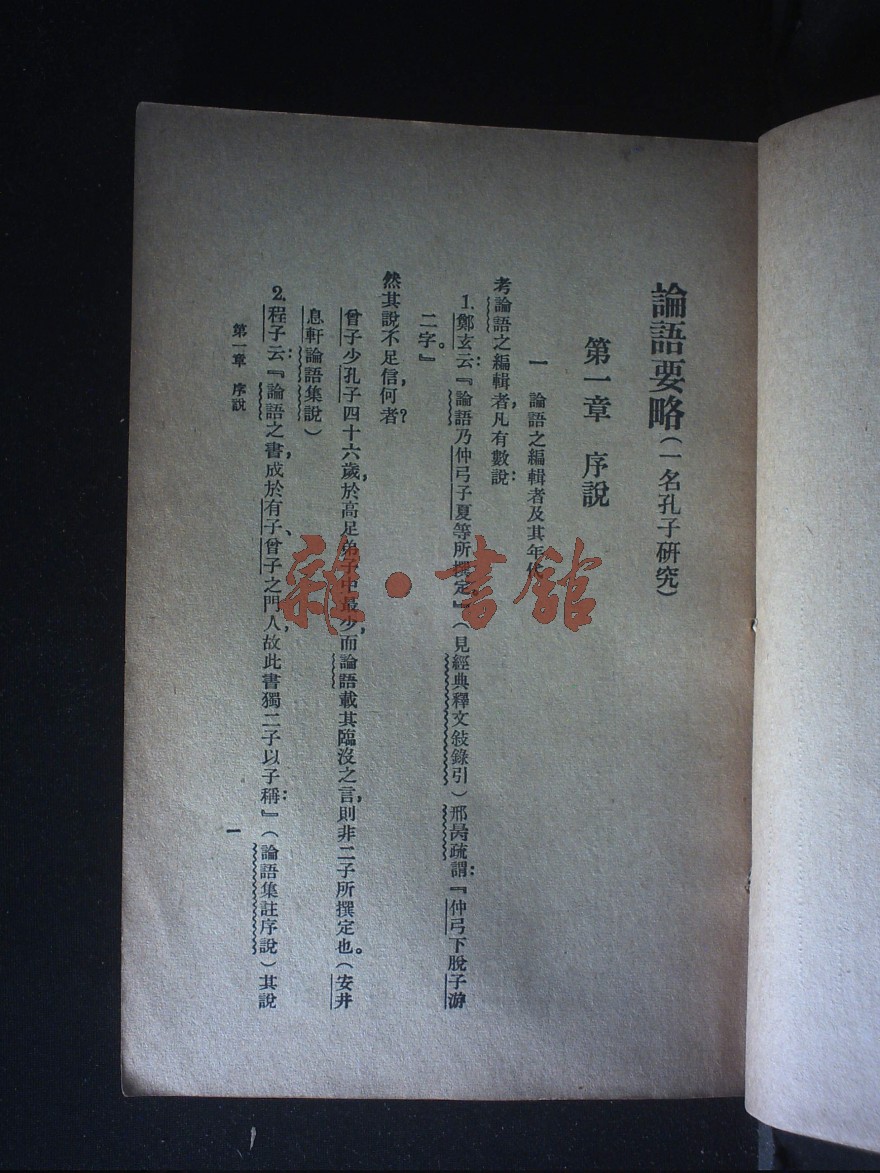 論語要略(一名孔子硏究)
第一章 序說
一 論語之編輯者及其年代
考論語之編輯者,凡有數說:
1.鄭玄云:『論語乃仲弓子夏等所撰定。』(見經典釋文敍錄引)邢昺疏謂:『仲弓下脫子游
二字。』
然其說不足信,何者?
曾子少孔子四十六歲,於高足弟子中最少,而論語載其臨沒之言,則非二子所撰定也。(安井
息軒論語集說)
2.程子云:『論語之書,成於有子、曾子之門人,故此書獨二子以子稱:』(論語集註序說)其說
第一章 序說
一
雜·書館